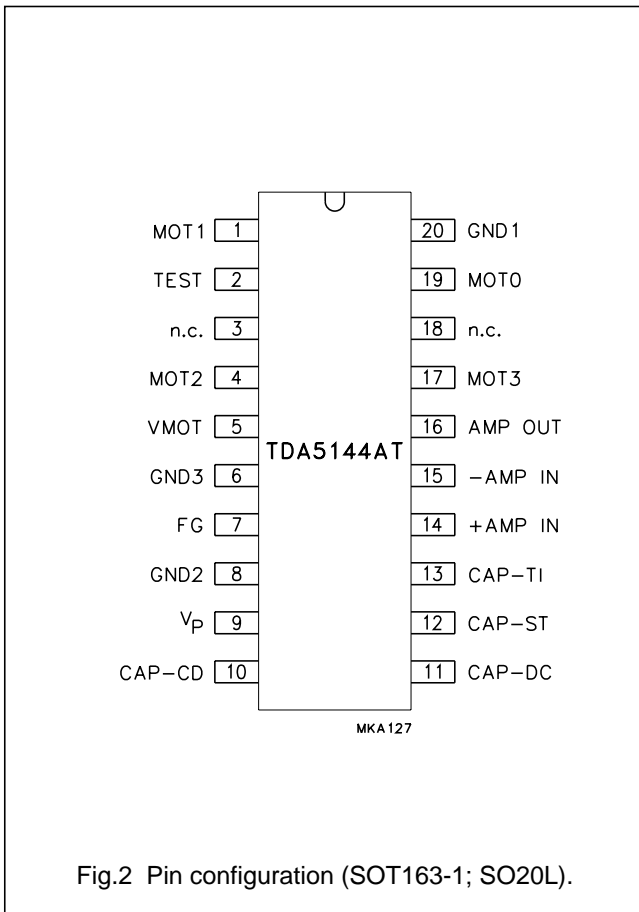 MOT1 1 20 GND1
TEST 2 19 MOT0
n.c. 3 18 n.c.
MOT2 4 17 MOT3
VMOT 5 16 AMP OUT
TDA5144AT
GND3 6 15 -AMP IN
FG 7 14 +AMP IN
GND2 8 13 CAP-TI
VP 9 12 CAP-ST
CAP-CD 10 11 CAP-DC
MKA127
Fig.2 Pin configuration (SOT163-1; SO20L).